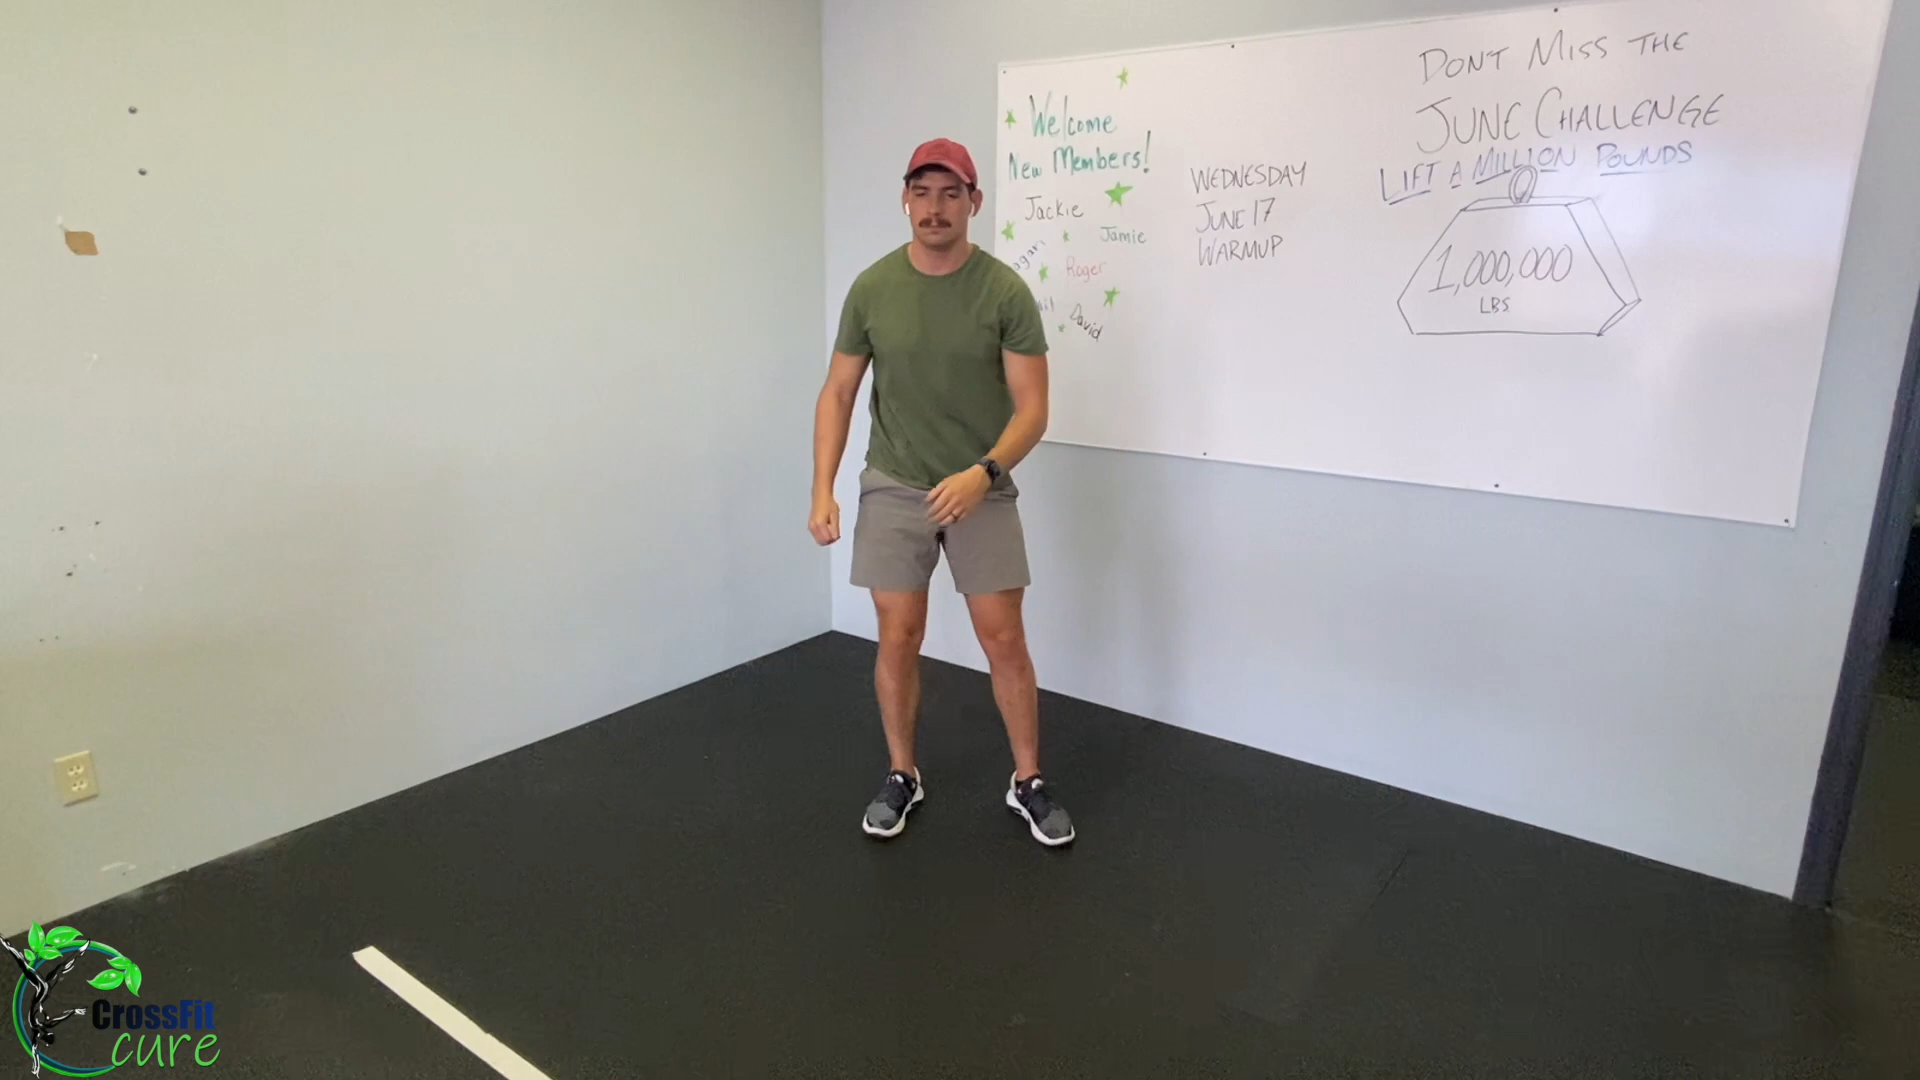 Welcome
New Members!
Jackie
Jamie
Roger
David
WEDNESDAY
JUNE 17
WARMUP
DON'T MISS THE
JUNE CHALLENGE
LIFT A MILLION POUNDS
1,000,000
LBS
CrossFit
cure